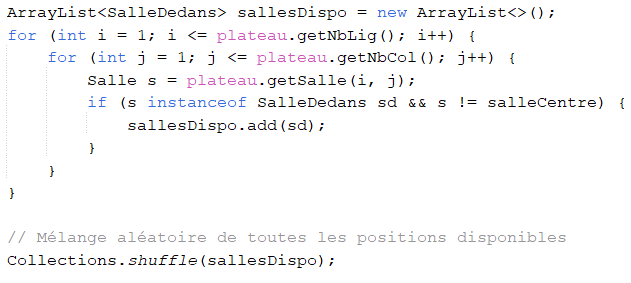 ArrayList<SalleDedans> sallesDispo = new ArrayList<>();
for (int i = 1; i <= plateau.getNbLig(); i++) {
    for (int j = 1; j <= plateau.getNbCol(); j++) {
        Salle s = plateau.getSalle(i, j);
        if (s instanceof SalleDedans sd && s != salleCentre) {
            sallesDispo.add(sd);
        }
    }
}

// Mélange aléatoire de toutes les positions disponibles
Collections.shuffle(sallesDispo);